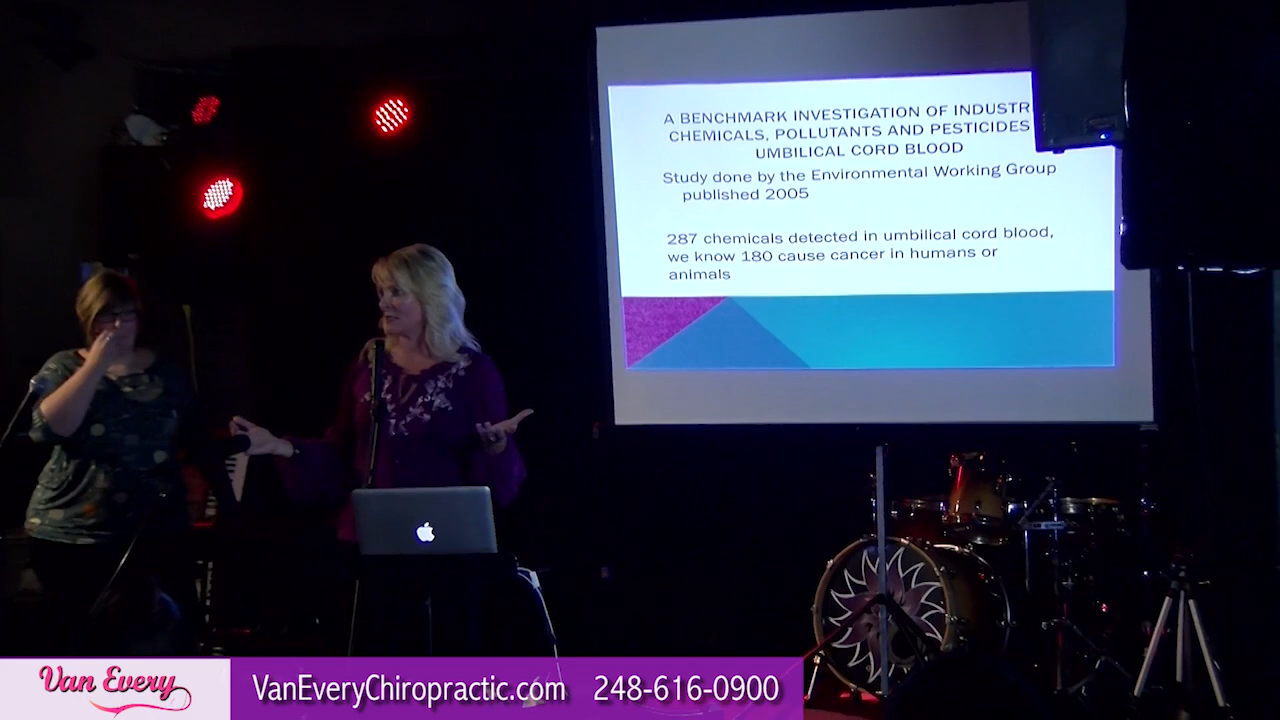 A BENCHMARK INVESTIGATION OF INDUSTR
CHEMICALS, POLLUTANTS AND PESTICIDES
UMBILICAL CORD BLOOD
Study done by the Environmental Working Group
published 2005
287 chemicals detected in umbilical cord blood,
we know 180 cause cancer in humans or
animals
Van Every
VanEveryChiropractic.com 248-616-0900